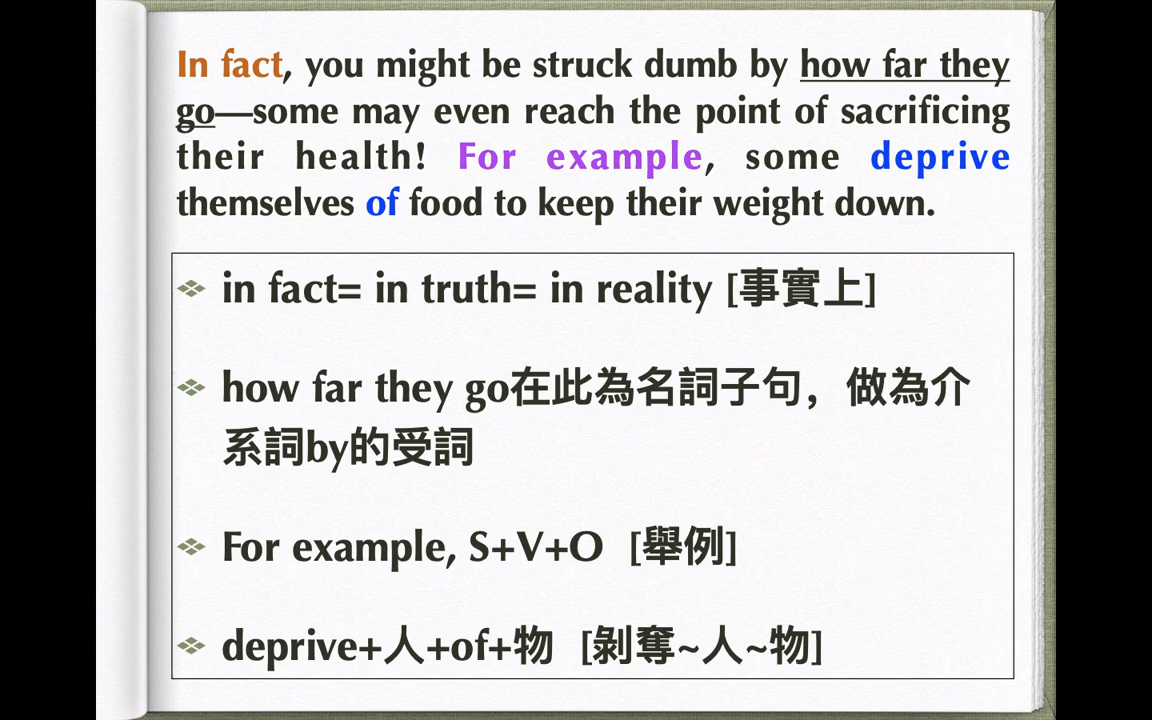 In fact, you might be struck dumb by how far they
go—some may even reach the point of sacrificing
their health! For example, some deprive
themselves of food to keep their weight down.
in fact= in truth= in reality [事實上]
how far they go在此為名詞子句，做為介
系詞by的受詞
For example, S+V+O [舉例]
deprive+人+of+物 [剝奪~人~物]